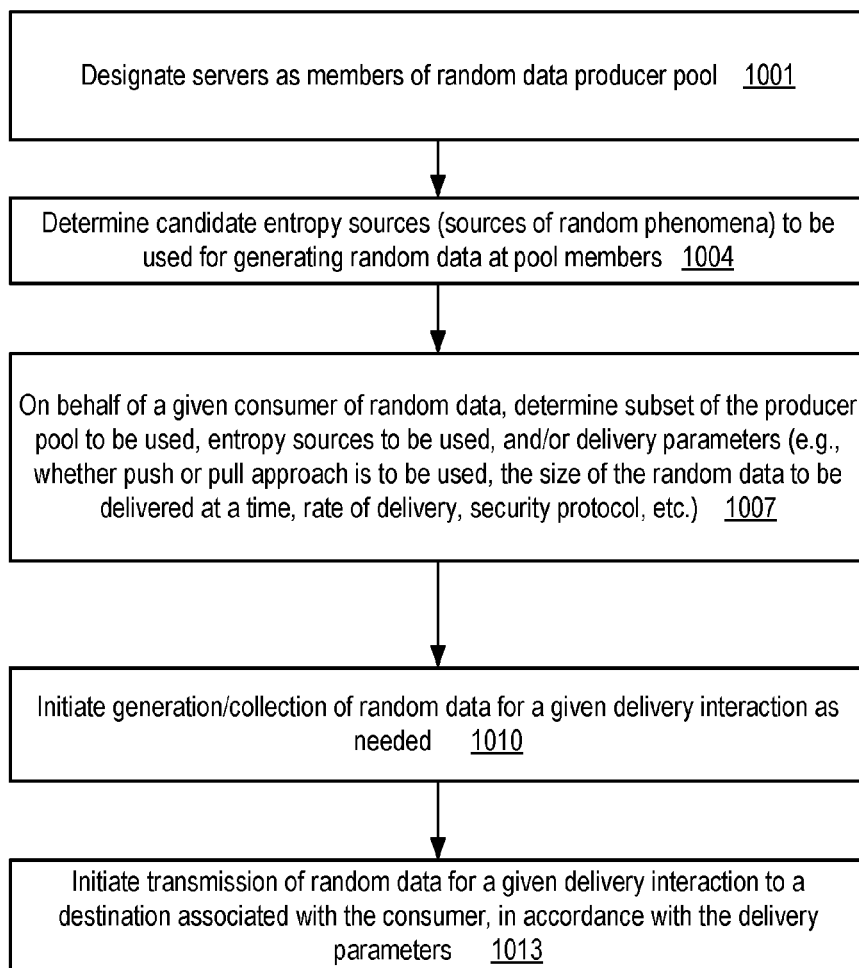 Designate servers as members of random data producer pool 1001
Determine candidate entropy sources (sources of random phenomena) to be
used for generating random data at pool members 1004
On behalf of a given consumer of random data, determine subset of the producer
pool to be used, entropy sources to be used, and/or delivery parameters (e.g.,
whether push or pull approach is to be used, the size of the random data to be
delivered at a time, rate of delivery, security protocol, etc.) 1007
Initiate generation/collection of random data for a given delivery interaction as
needed 1010
Initiate transmission of random data for a given delivery interaction to a
destination associated with the consumer, in accordance with the delivery
parameters 1013